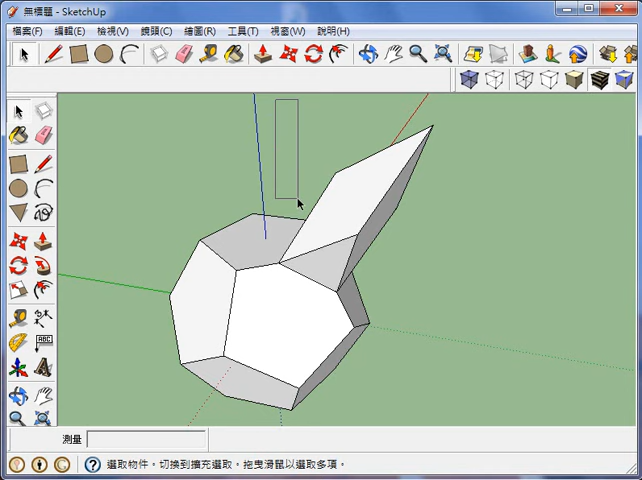 無標題 - SketchUp
檔案(F) 編輯(E) 檢視(V) 鏡頭(C) 繪圖(R) 工具(T) 視窗(W) 說明(H)
ABC
測量
選取物件。切換到擴充選取。拖曳滑鼠以選取多項。